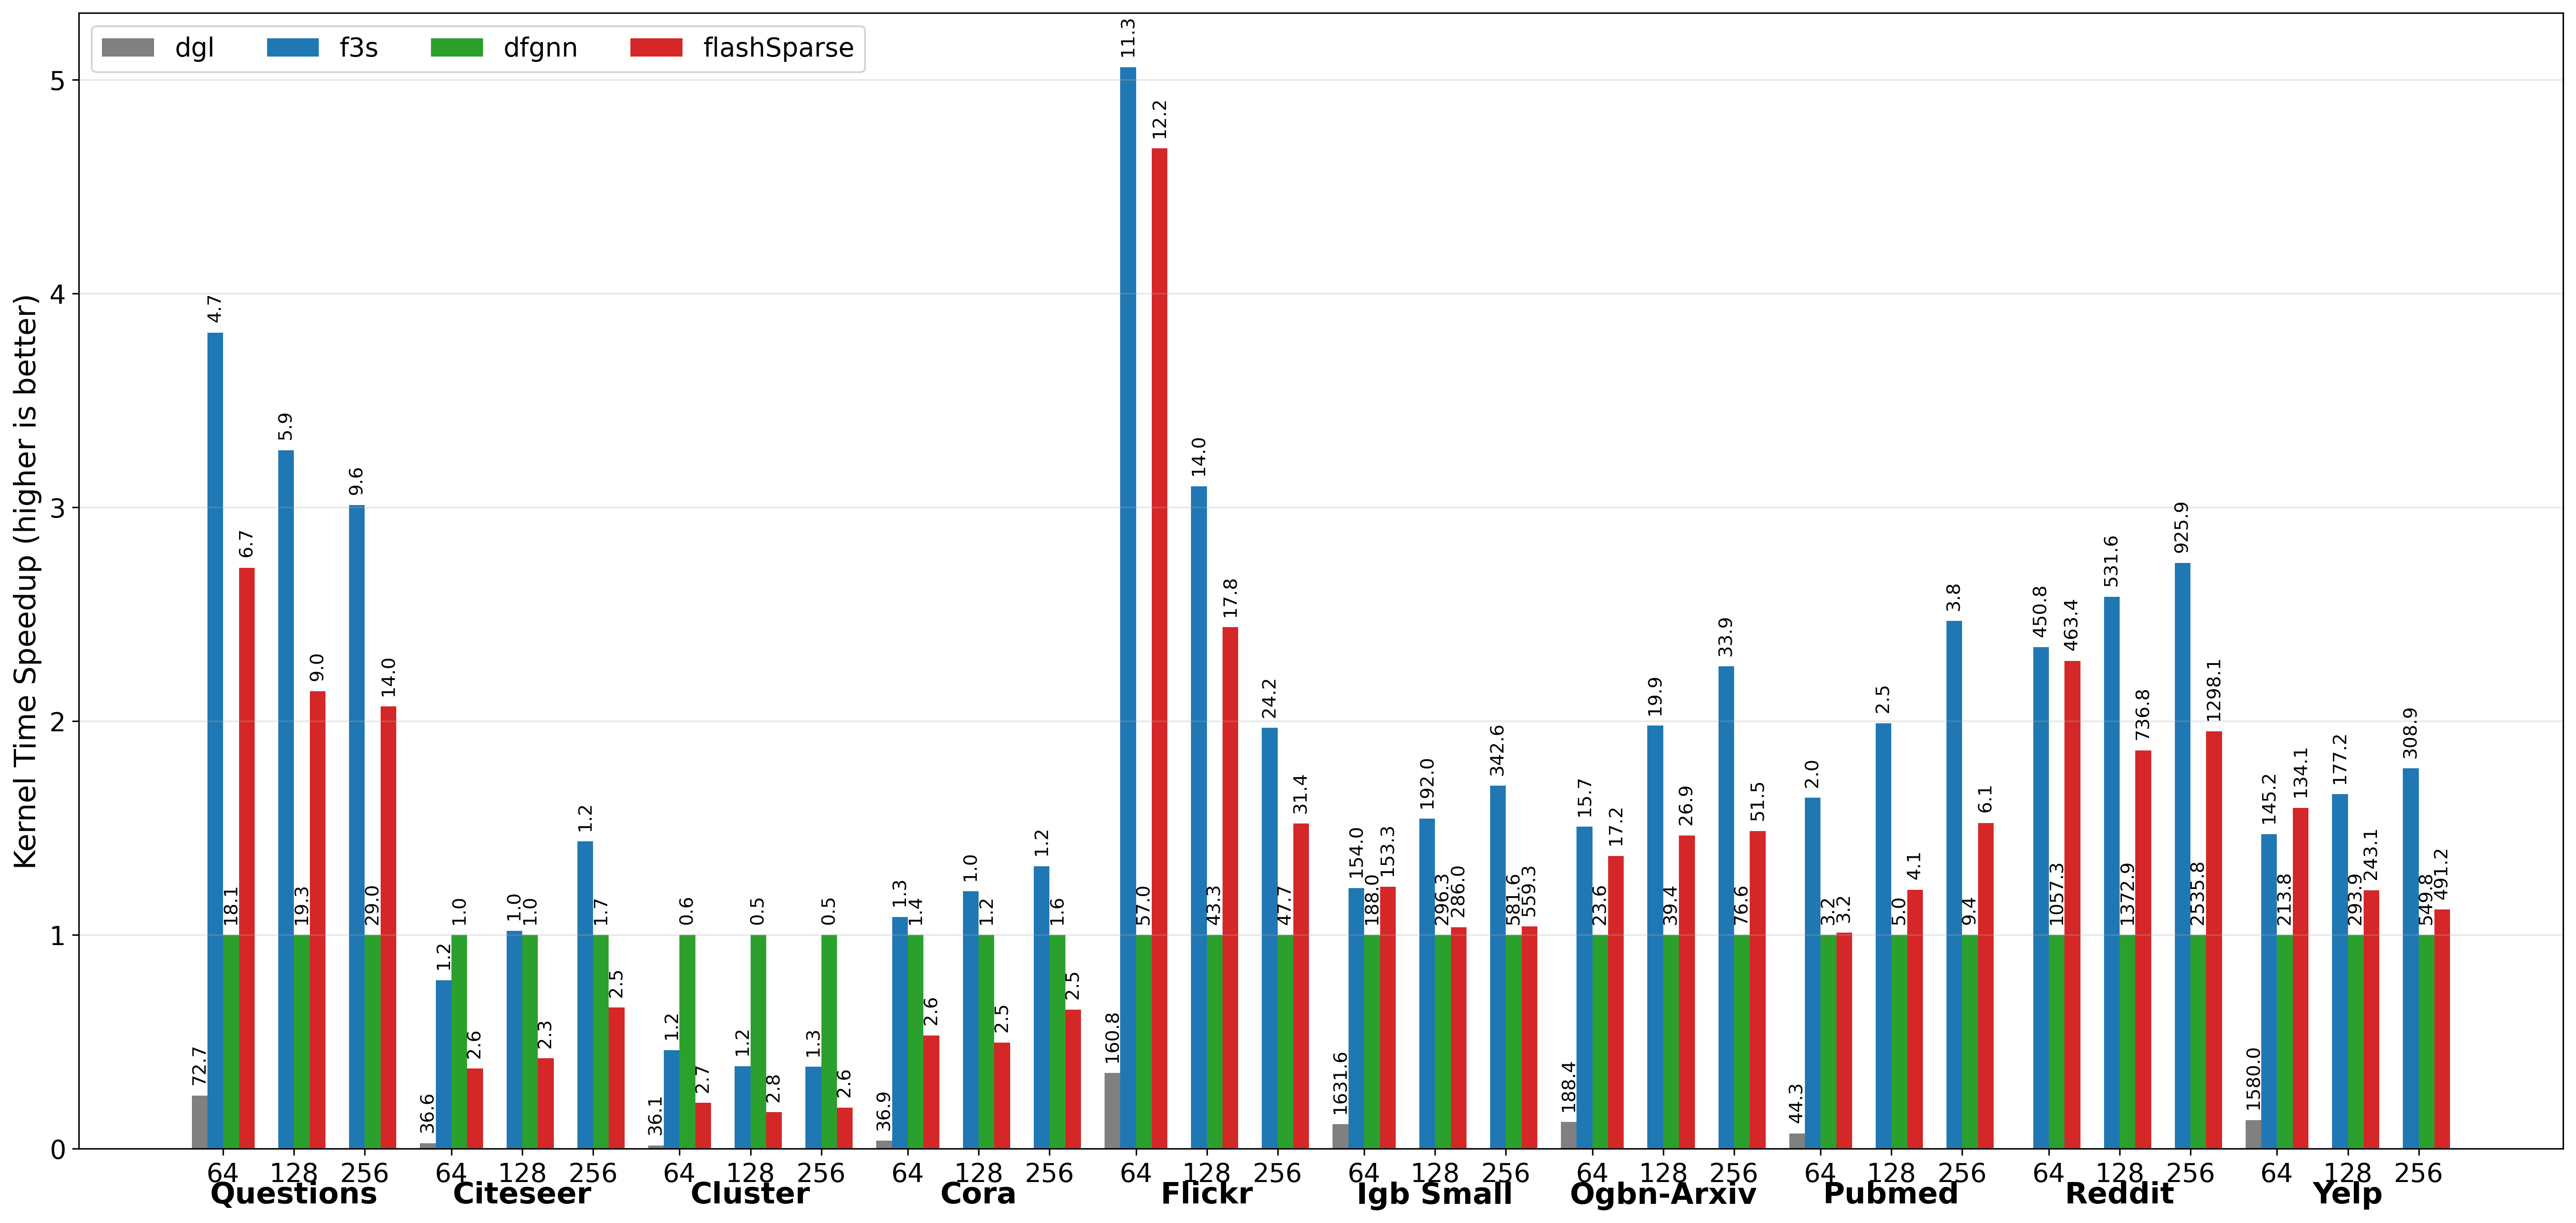 dgl f3s dfgnn flashSparse
Kernel Time Speedup (higher is better)
5
4
3
2
1
0
72.7 4.7 18.1 6.7 5.9 19.3 9.0 9.6 29.0 14.0
36.6 1.2 1.0 2.6 1.0 1.0 2.3 1.2 1.7 2.5
36.1 1.2 0.6 2.7 1.2 0.5 2.8 1.3 0.5 2.6
36.9 1.3 1.4 2.6 1.0 1.2 2.5 1.2 1.6 2.5
160.8 11.3 57.0 12.2 14.0 43.3 17.8 24.2 47.7 31.4
1631.6 154.0 188.0 153.3 192.0 296.3 286.0 342.6 581.6 559.3
188.4 15.7 23.6 17.2 19.9 39.4 26.9 33.9 76.6 51.5
44.3 2.0 3.2 3.2 2.5 5.0 4.1 3.8 9.4 6.1
450.8 1057.3 463.4 531.6 1372.9 736.8 925.9 2535.8 1298.1
1580.0 145.2 213.8 134.1 177.2 293.9 243.1 308.9 549.8 491.2
64 128 256 64 128 256 64 128 256 64 128 256 64 128 256 64 128 256 64 128 256 64 128 256 64 128 256 64 128 256
Questions Citeseer Cluster Cora Flickr Igb Small Ogbn-Arxiv Pubmed Reddit Yelp